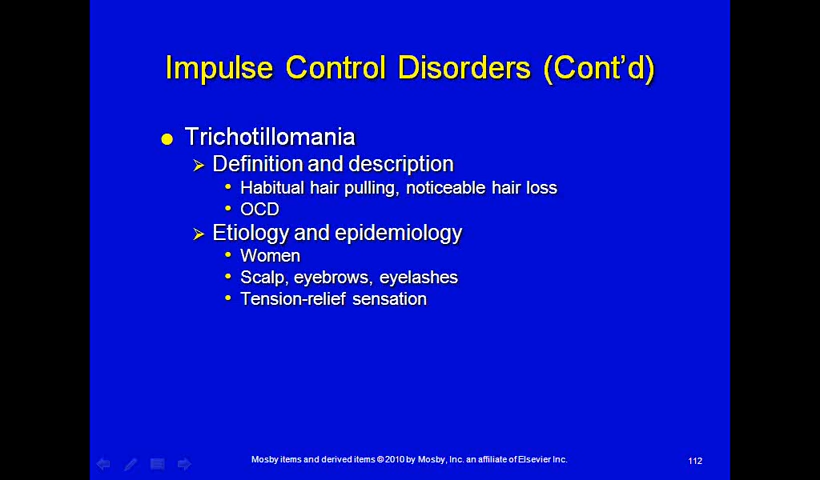 Impulse Control Disorders (Cont'd)
Trichotillomania
Definition and description
Habitual hair pulling, noticeable hair loss
OCD
Etiology and epidemiology
Women
Scalp, eyebrows, eyelashes
Tension-relief sensation
Mosby items and derived items © 2010 by Mosby, Inc. an affiliate of Elsevier Inc.
112